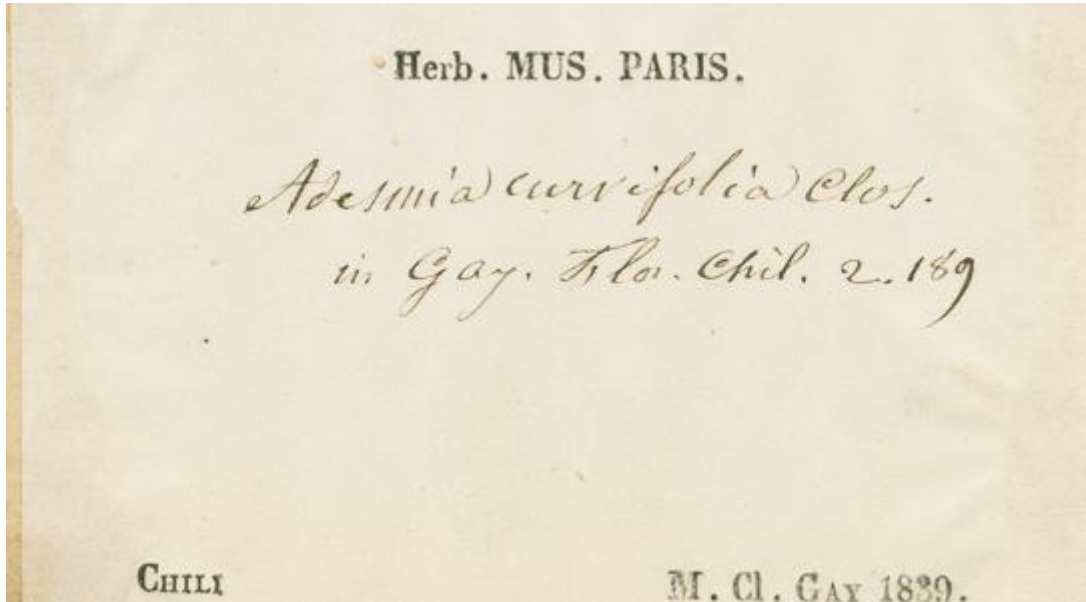 Herb. MUS. PARIS.
Adesmia curvifolia Clos.
in Gay. Flor. Chil. 2. 189
CHILI
M. Cl. GAY 1839.